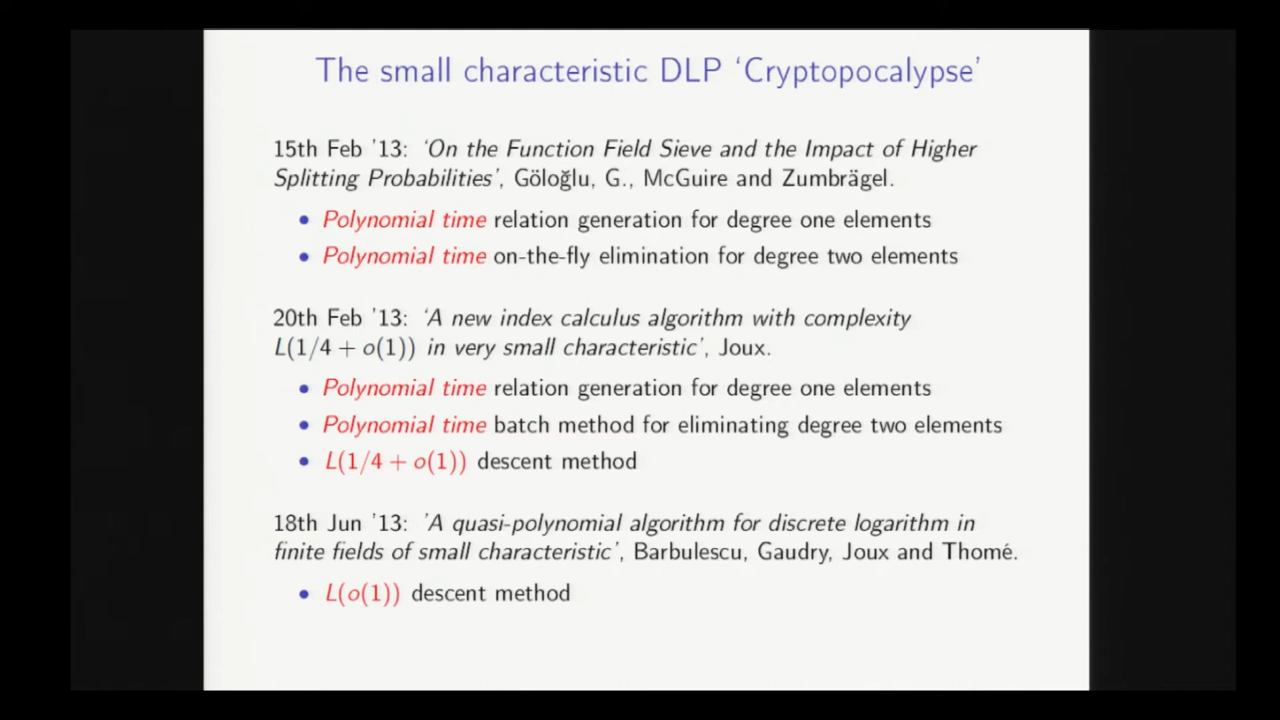 The small characteristic DLP ‘Cryptopocalypse’
15th Feb ’13: ‘On the Function Field Sieve and the Impact of Higher
Splitting Probabilities’, Göloğlu, G., McGuire and Zumbrägel.
• Polynomial time relation generation for degree one elements
• Polynomial time on-the-fly elimination for degree two elements
20th Feb ’13: ‘A new index calculus algorithm with complexity
L(1/4 + o(1)) in very small characteristic’, Joux.
• Polynomial time relation generation for degree one elements
• Polynomial time batch method for eliminating degree two elements
• L(1/4 + o(1)) descent method
18th Jun ’13: ’A quasi-polynomial algorithm for discrete logarithm in
finite fields of small characteristic’, Barbulescu, Gaudry, Joux and Thomé.
• L(o(1)) descent method